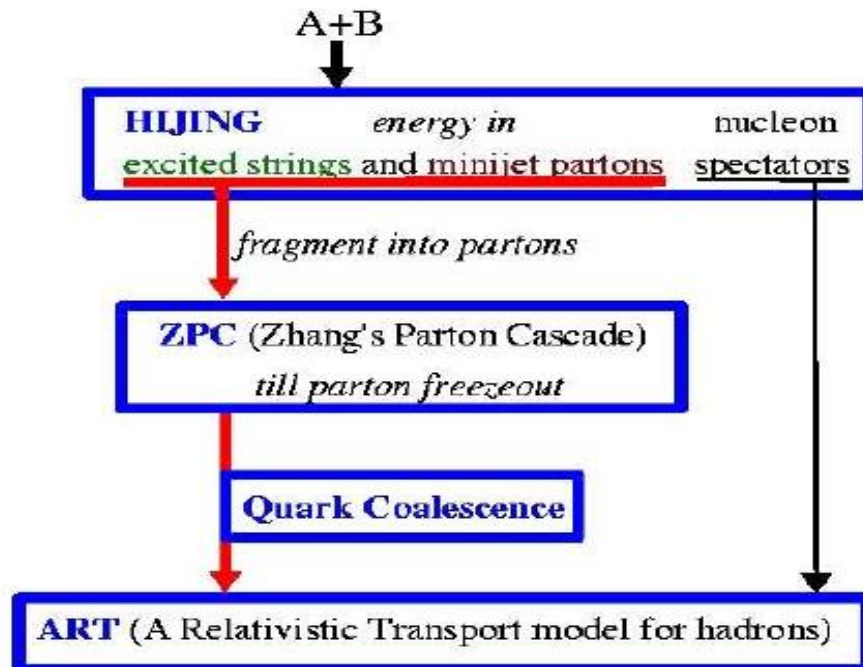 A+B
HIJING energy in nucleon
excited strings and minijet partons spectators
fragment into partons
ZPC (Zhang's Parton Cascade)
till parton freezeout
Quark Coalescence
ART (A Relativistic Transport model for hadrons)